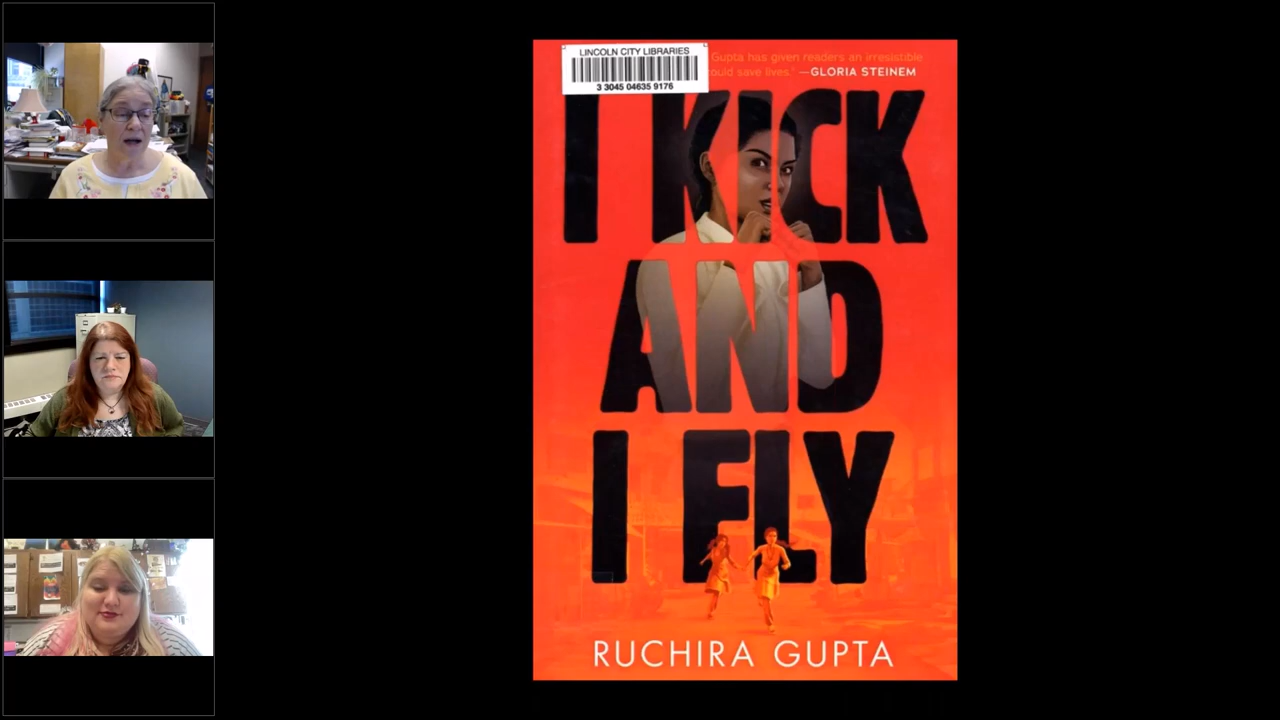 LINCOLN CITY LIBRARIES
3 3045 04635 9176
Gupta has given readers an irresistible
could save lives." —GLORIA STEINEM
I KICK
AND
I FLY
RUCHIRA GUPTA